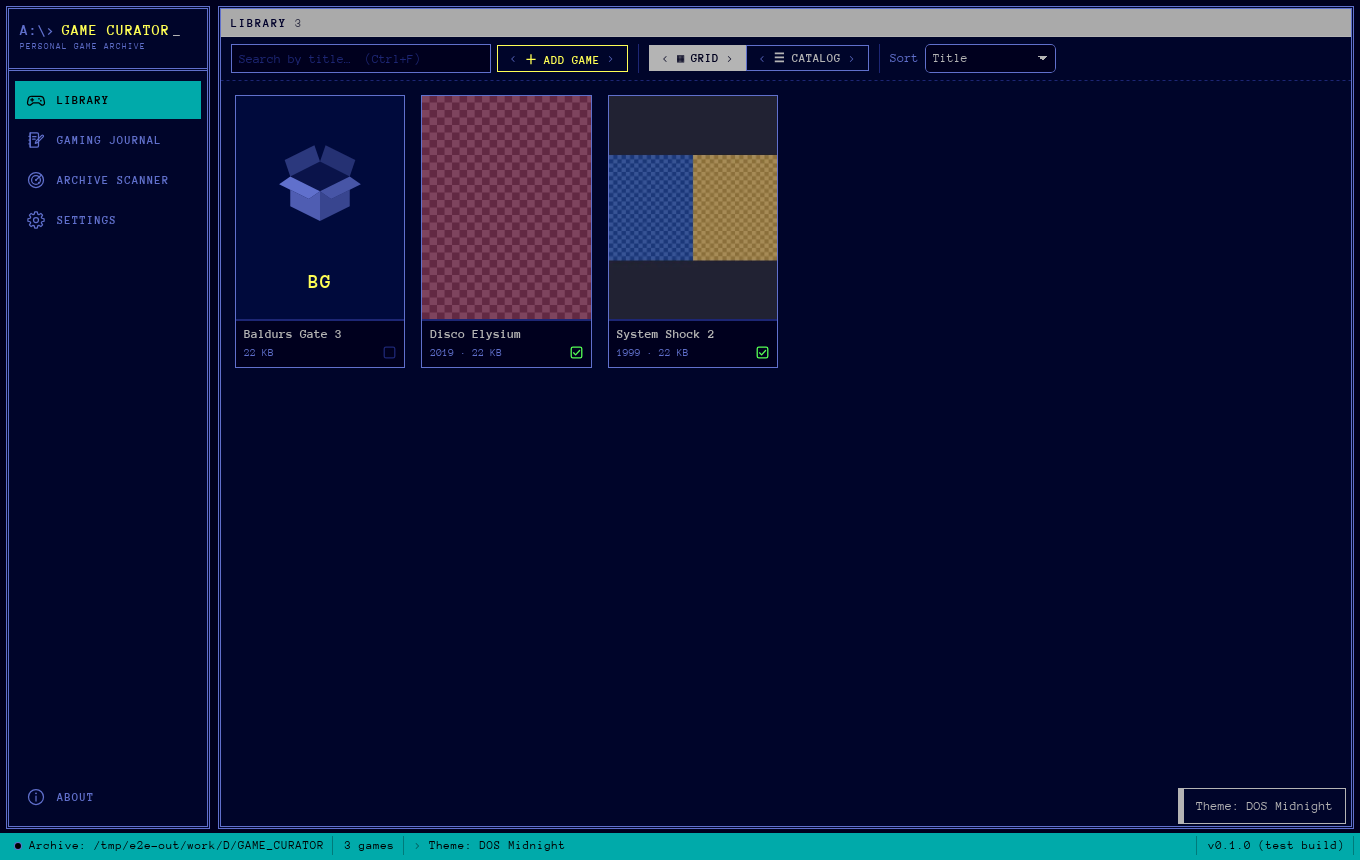 A:\> GAME CURATOR_
PERSONAL GAME ARCHIVE
LIBRARY
GAMING JOURNAL
ARCHIVE SCANNER
SETTINGS
ABOUT
LIBRARY 3
Search by title… (Ctrl+F)
‹ + ADD GAME ›
‹ ▦ GRID ›
‹ ☰ CATALOG ›
Sort
Title
BG
Baldurs Gate 3
22 KB
Disco Elysium
2019 · 22 KB
System Shock 2
1999 · 22 KB
Theme: DOS Midnight
● Archive: /tmp/e2e-out/work/D/GAME_CURATOR
3 games
› Theme: DOS Midnight
v0.1.0 (test build)